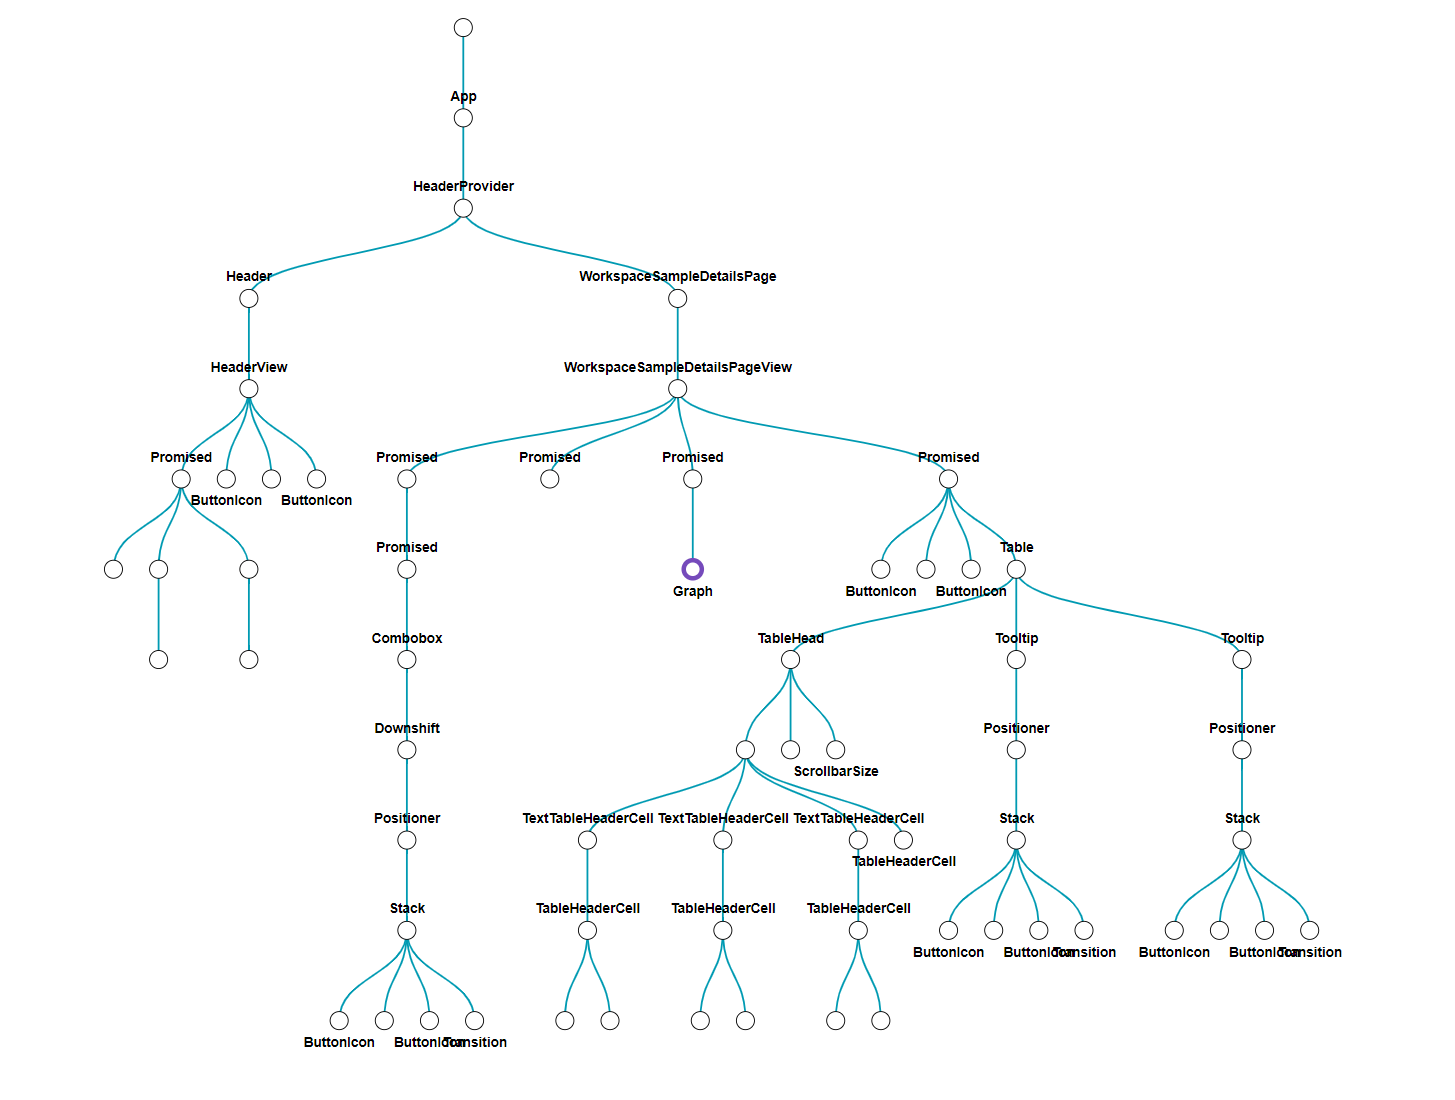 App
HeaderProvider
Header
WorkspaceSampleDetailsPage
HeaderView
WorkspaceSampleDetailsPageView
Promised
Promised
Promised
Promised
Promised
ButtonIcon
ButtonIcon
Promised
Table
Graph
ButtonIcon
ButtonIcon
Combobox
TableHead
Tooltip
Tooltip
Downshift
Positioner
Positioner
ScrollbarSize
Positioner
TextTableHeaderCell
TextTableHeaderCell
TextTableHeaderCell
Stack
Stack
TableHeaderCell
Stack
TableHeaderCell
TableHeaderCell
TableHeaderCell
ButtonIcon
ButtonIcon
Transition
ButtonIcon
ButtonIcon
Transition
ButtonIcon
ButtonIcon
Transition